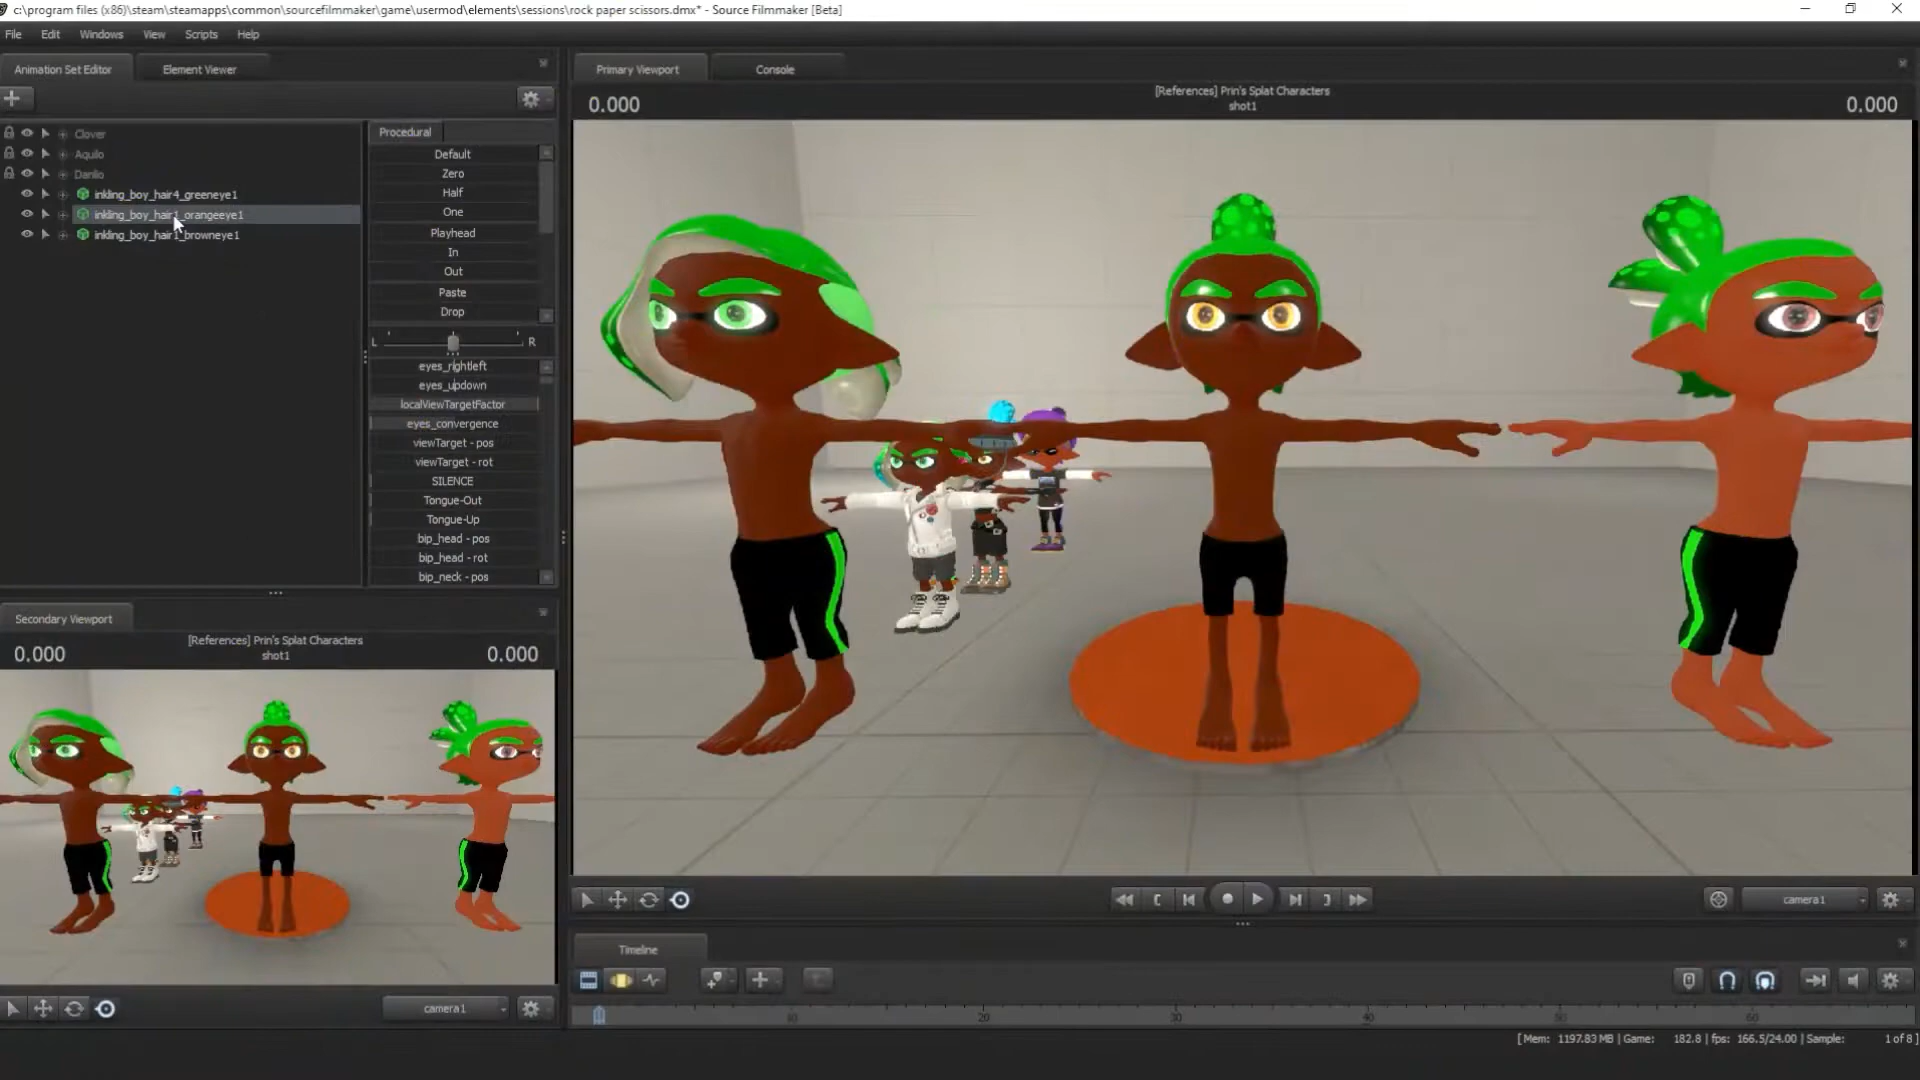 c:\program files (x86)\steam\steamapps\common\sourcefilmmaker\game\usermod\elements\sessions\rock paper scissors.dmx* - Source Filmmaker [Beta]
File Edit Windows View Scripts Help
Animation Set Editor
Element Viewer
Clover
Aquilo
Danilo
inkling_boy_hair4_greeneye1
inkling_boy_hair1_orangeeye1
inkling_boy_hair1_browneye1
Procedural
Default
Zero
Half
One
Playhead
In
Out
Paste
Drop
L
R
eyes_rightleft
eyes_updown
localViewTargetFactor
eyes_convergence
viewTarget - pos
viewTarget - rot
SILENCE
Tongue-Out
Tongue-Up
bip_head - pos
bip_head - rot
bip_neck - pos
Primary Viewport
Console
0.000
[References] Prin's Splat Characters
shot1
0.000
camera1
Secondary Viewport
0.000
[References] Prin's Splat Characters
shot1
0.000
camera1
Timeline
10
20
30
40
50
60
[ Mem: 1197.83 MB | Game: 182.8 | fps: 166.5/24.00 | Sample: 1 of 8 ]